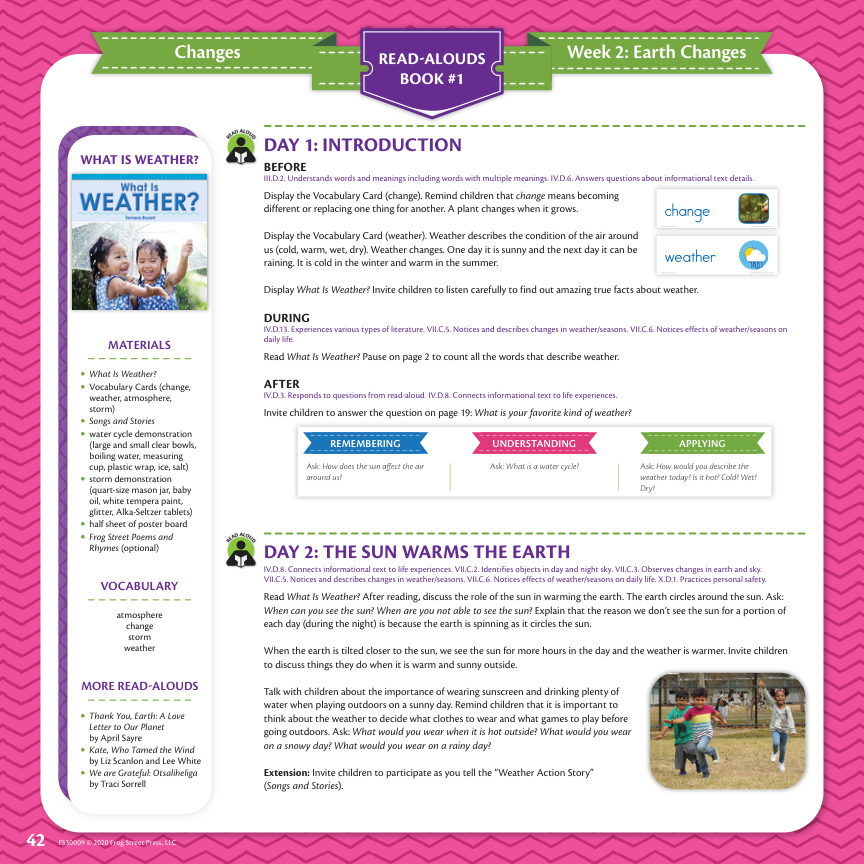 Changes
READ-ALOUDS
BOOK #1
Week 2: Earth Changes
WHAT IS WEATHER?
What Is
WEATHER?
Tamera Bryant
MATERIALS
• What Is Weather?
• Vocabulary Cards (change,
weather, atmosphere,
storm)
• Songs and Stories
• water cycle demonstration
(large and small clear bowls,
boiling water, measuring
cup, plastic wrap, ice, salt)
• storm demonstration
(quart-size mason jar, baby
oil, white tempera paint,
glitter, Alka-Seltzer tablets)
• half sheet of poster board
• Frog Street Poems and
Rhymes (optional)
VOCABULARY
atmosphere
change
storm
weather
MORE READ-ALOUDS
• Thank You, Earth: A Love
Letter to Our Planet
by April Sayre
• Kate, Who Tamed the Wind
by Liz Scanlon and Lee White
• We are Grateful: Otsaliheliga
by Traci Sorrell
READ ALOUD
DAY 1: INTRODUCTION
BEFORE
III.D.2. Understands words and meanings including words with multiple meanings. IV.D.6. Answers questions about informational text details.
Display the Vocabulary Card (change). Remind children that change means becoming
different or replacing one thing for another. A plant changes when it grows.
change
Display the Vocabulary Card (weather). Weather describes the condition of the air around
us (cold, warm, wet, dry). Weather changes. One day it is sunny and the next day it can be
raining. It is cold in the winter and warm in the summer.
weather
Display What Is Weather? Invite children to listen carefully to find out amazing true facts about weather.
DURING
IV.D.13. Experiences various types of literature. VII.C.5. Notices and describes changes in weather/seasons. VII.C.6. Notices effects of weather/seasons on
daily life.
Read What Is Weather? Pause on page 2 to count all the words that describe weather.
AFTER
IV.D.3. Responds to questions from read-aloud. IV.D.8. Connects informational text to life experiences.
Invite children to answer the question on page 19: What is your favorite kind of weather?
REMEMBERING
Ask: How does the sun affect the air
around us?
UNDERSTANDING
Ask: What is a water cycle?
APPLYING
Ask: How would you describe the
weather today? Is it hot? Cold? Wet?
Dry?
READ ALOUD
DAY 2: THE SUN WARMS THE EARTH
IV.D.8. Connects informational text to life experiences. VII.C.2. Identifies objects in day and night sky. VII.C.3. Observes changes in earth and sky.
VII.C.5. Notices and describes changes in weather/seasons. VII.C.6. Notices effects of weather/seasons on daily life. X.D.1. Practices personal safety.
Read What Is Weather? After reading, discuss the role of the sun in warming the earth. The earth circles around the sun. Ask:
When can you see the sun? When are you not able to see the sun? Explain that the reason we don't see the sun for a portion of
each day (during the night) is because the earth is spinning as it circles the sun.
When the earth is tilted closer to the sun, we see the sun for more hours in the day and the weather is warmer. Invite children
to discuss things they do when it is warm and sunny outside.
Talk with children about the importance of wearing sunscreen and drinking plenty of
water when playing outdoors on a sunny day. Remind children that it is important to
think about the weather to decide what clothes to wear and what games to play before
going outdoors. Ask: What would you wear when it is hot outside? What would you wear
on a snowy day? What would you wear on a rainy day?
Extension: Invite children to participate as you tell the “Weather Action Story”
(Songs and Stories).
42
FS30009 © 2020 Frog Street Press, LLC